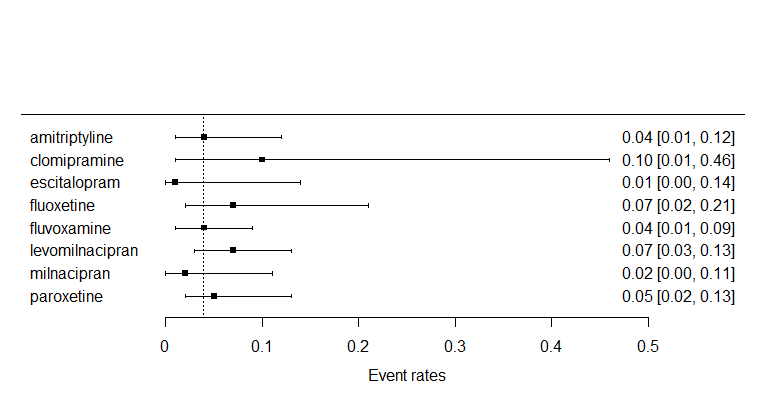 amitriptyline 0.04 [0.01, 0.12]
clomipramine 0.10 [0.01, 0.46]
escitalopram 0.01 [0.00, 0.14]
fluoxetine 0.07 [0.02, 0.21]
fluvoxamine 0.04 [0.01, 0.09]
levomilnacipran 0.07 [0.03, 0.13]
milnacipran 0.02 [0.00, 0.11]
paroxetine 0.05 [0.02, 0.13]
0 0.1 0.2 0.3 0.4 0.5
Event rates